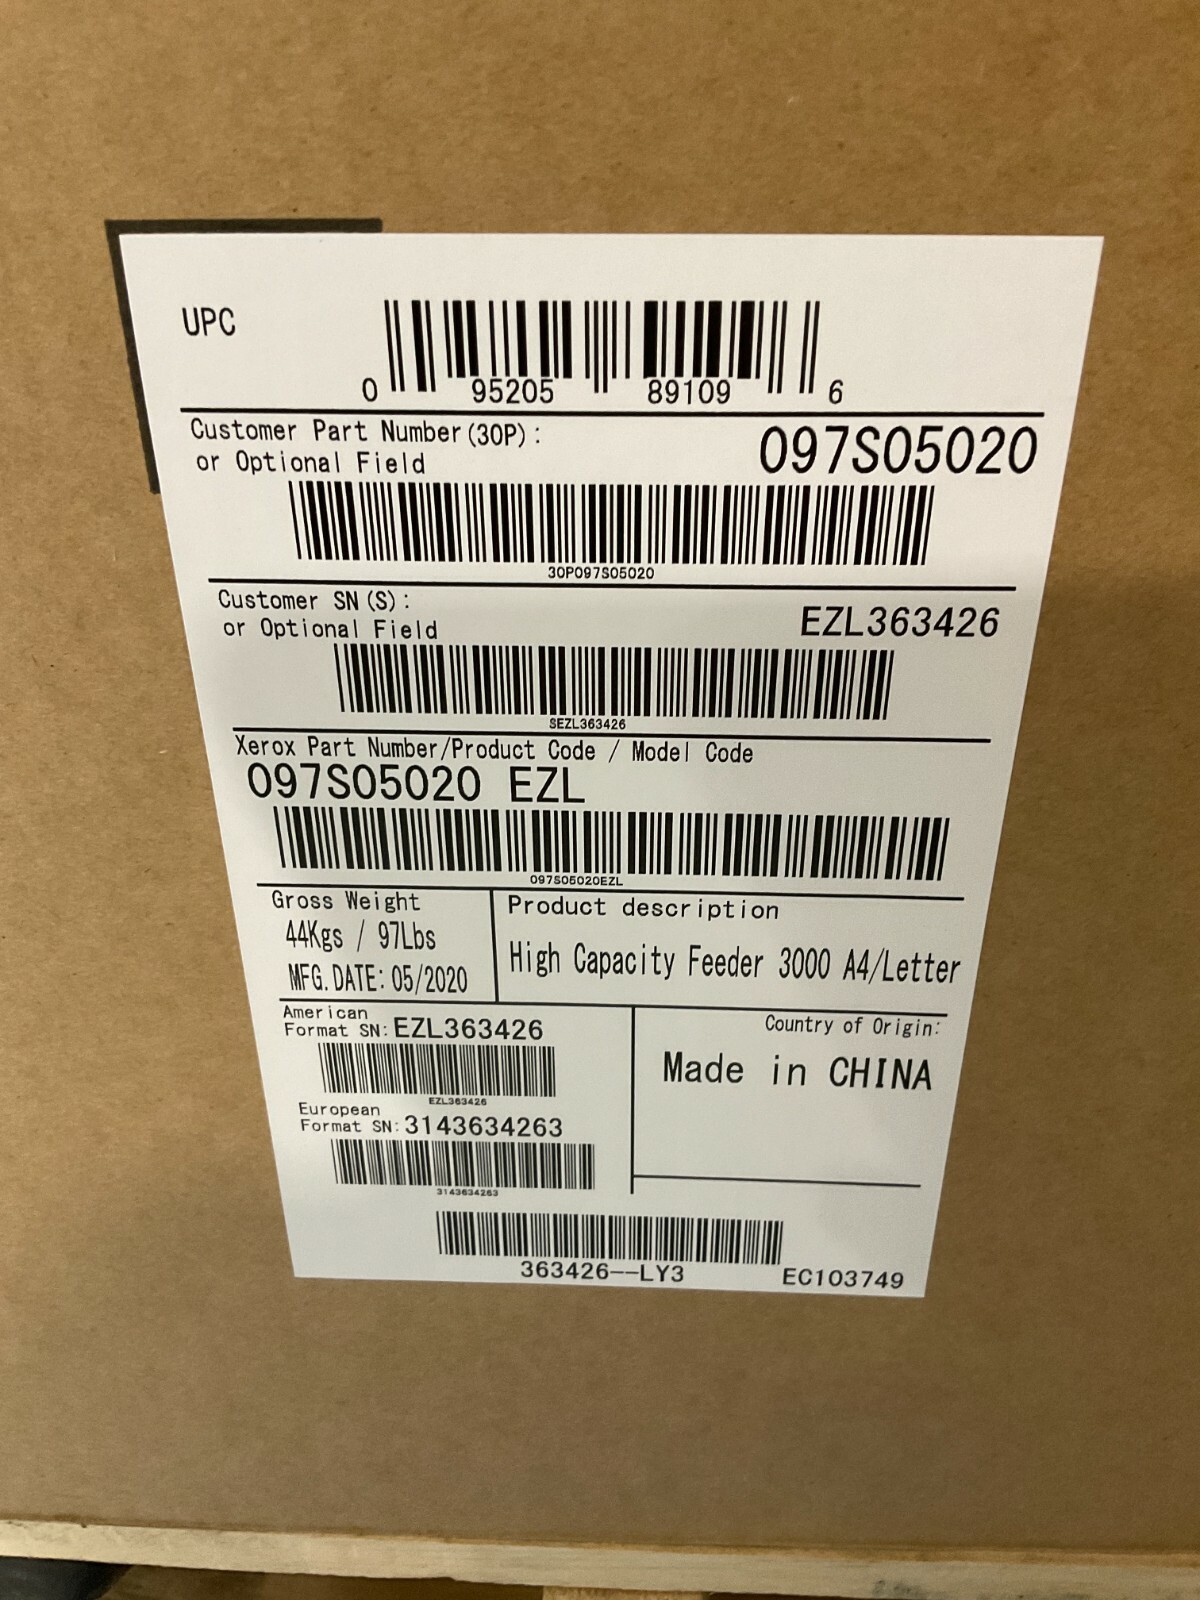 UPC
0 95205 89109 6
Customer Part Number(30P): 097S05020
or Optional Field
30P097S05020
Customer SN(S): EZL363426
or Optional Field
SEZL363426
Xerox Part Number/Product Code / Model Code
097S05020 EZL
097S05020EZL
Gross Weight
44Kgs / 97Lbs
MFG. DATE: 05/2020
Product description
High Capacity Feeder 3000 A4/Letter
American
Format SN: EZL363426
EZL363426
European
Format SN: 3143634263
3143634263
Country of Origin:
Made in CHINA
363426--LY3
EC103749